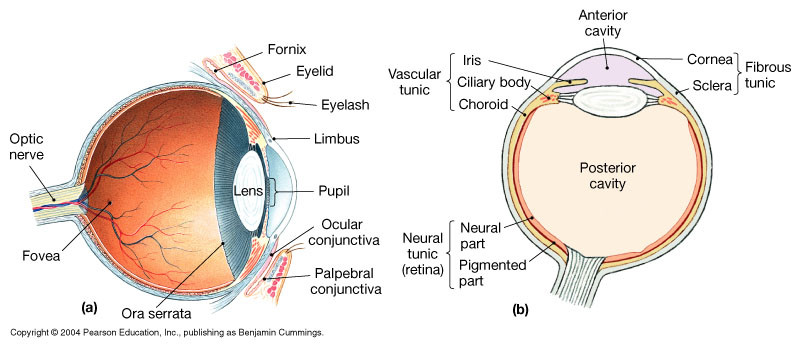 Fornix
Eyelid
Eyelash
Limbus
Optic
nerve
Lens
Pupil
Fovea
Ocular
conjunctiva
Palpebral
conjunctiva
Ora serrata
(a)
Anterior
cavity
Vascular
tunic
Iris
Ciliary body
Choroid
Cornea
Sclera
Fibrous
tunic
Posterior
cavity
Neural
tunic
(retina)
Neural
part
Pigmented
part
(b)
Copyright © 2004 Pearson Education, Inc., publishing as Benjamin Cummings.